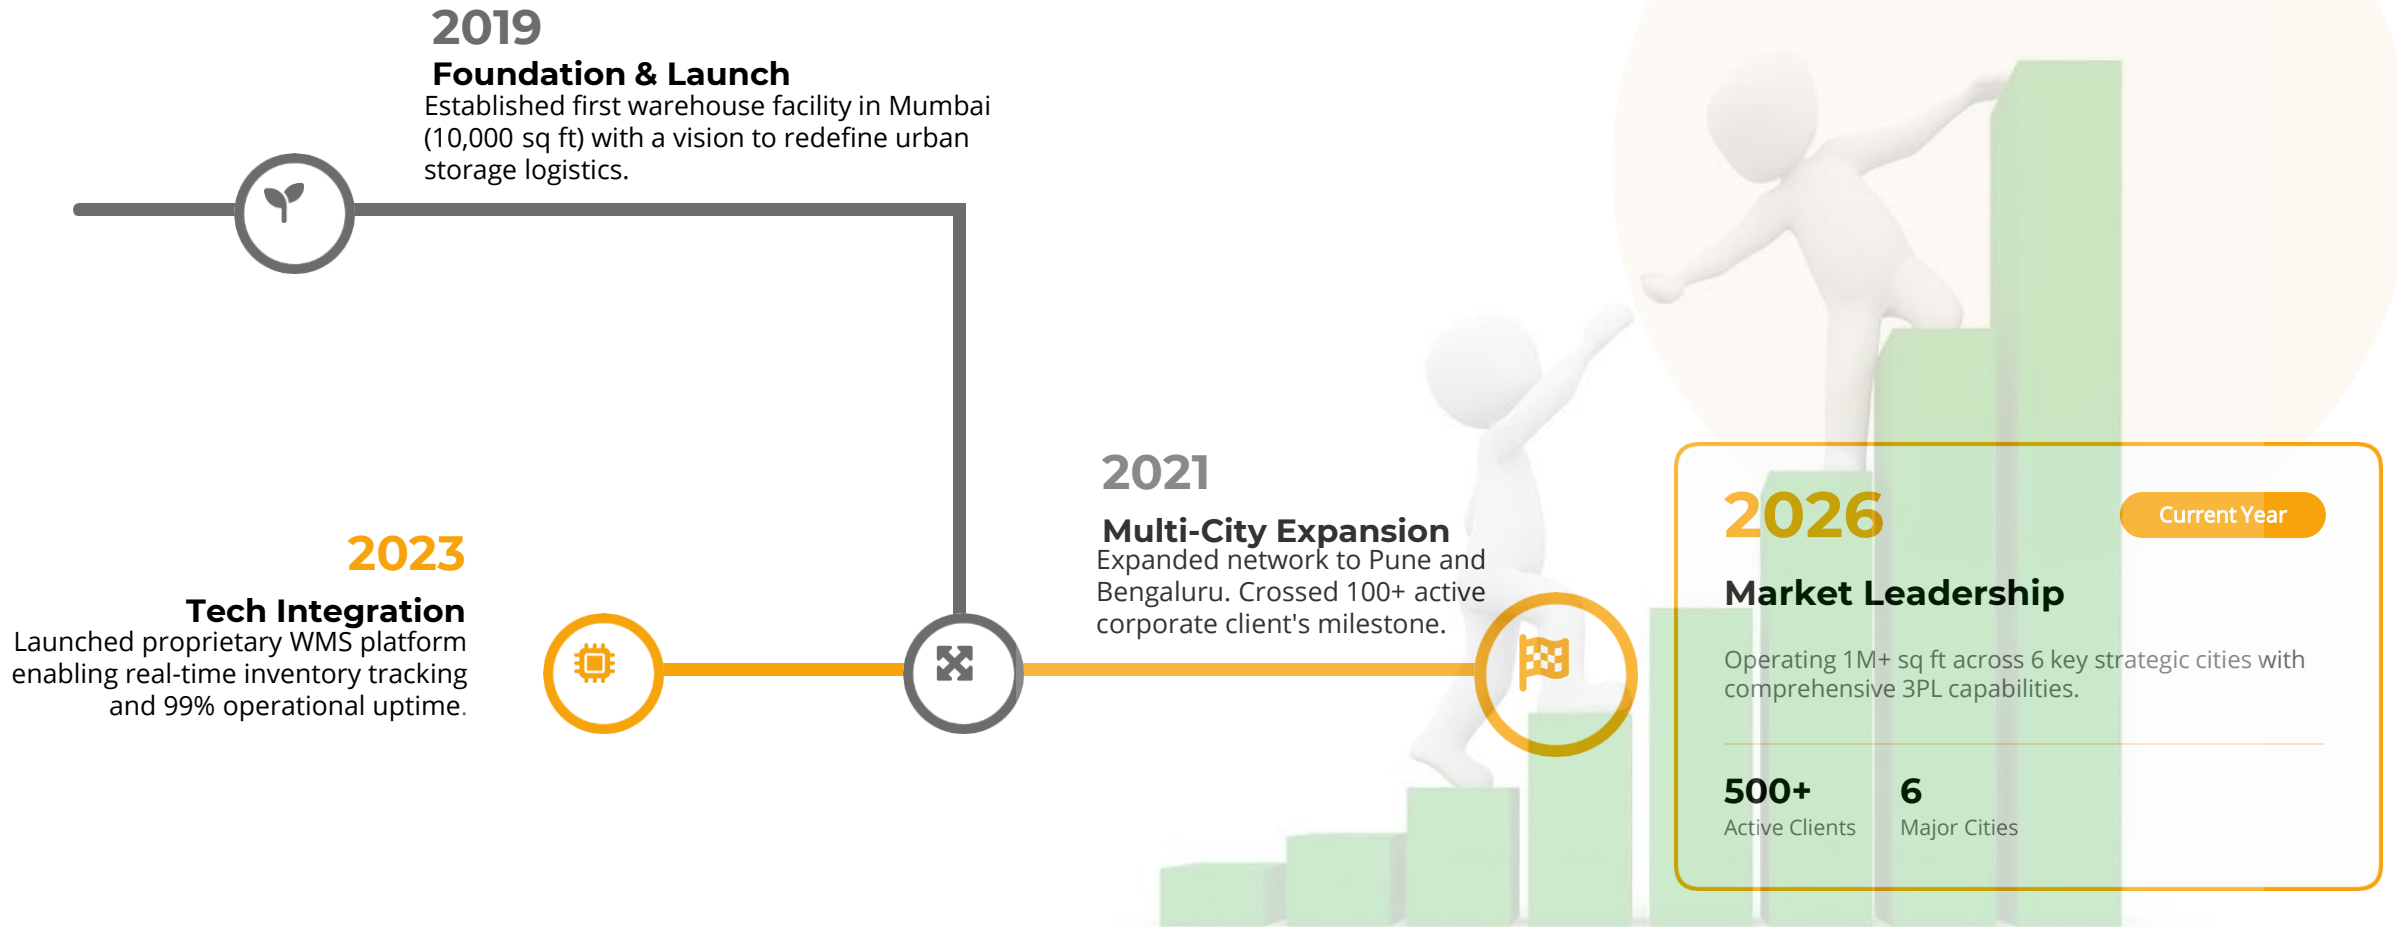 2019
Foundation & Launch
Established first warehouse facility in Mumbai
(10,000 sq ft) with a vision to redefine urban
storage logistics.
2021
Multi-City Expansion
Expanded network to Pune and
Bengaluru. Crossed 100+ active
corporate client's milestone.
2023
Tech Integration
Launched proprietary WMS platform
enabling real-time inventory tracking
and 99% operational uptime.
2026
Current Year
Market Leadership
Operating 1M+ sq ft across 6 key strategic cities with
comprehensive 3PL capabilities.
500+
Active Clients
6
Major Cities